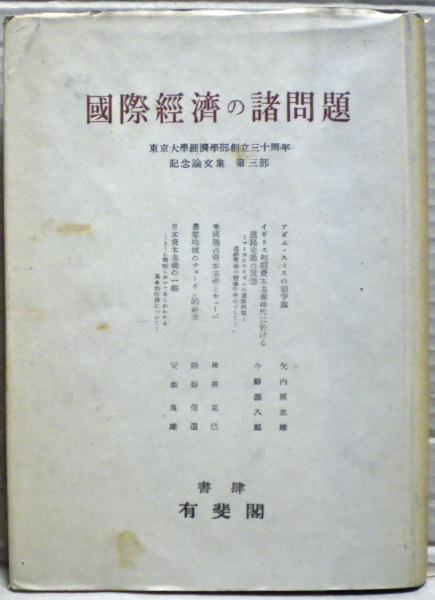 國際經濟の諸問題
東京大學經濟學部創立三十周年
記念論文集 第三部
アダム・スミスの戰爭論
矢内原忠雄
イギリス初期資本主義時代に於ける
道路交通の發達
今野源八郎
米國獨占資本主義とキューバ
楊井克巳
農業地域のチューネン的研究
日本資本主義の一齣
安藤良雄
書肆
有斐閣